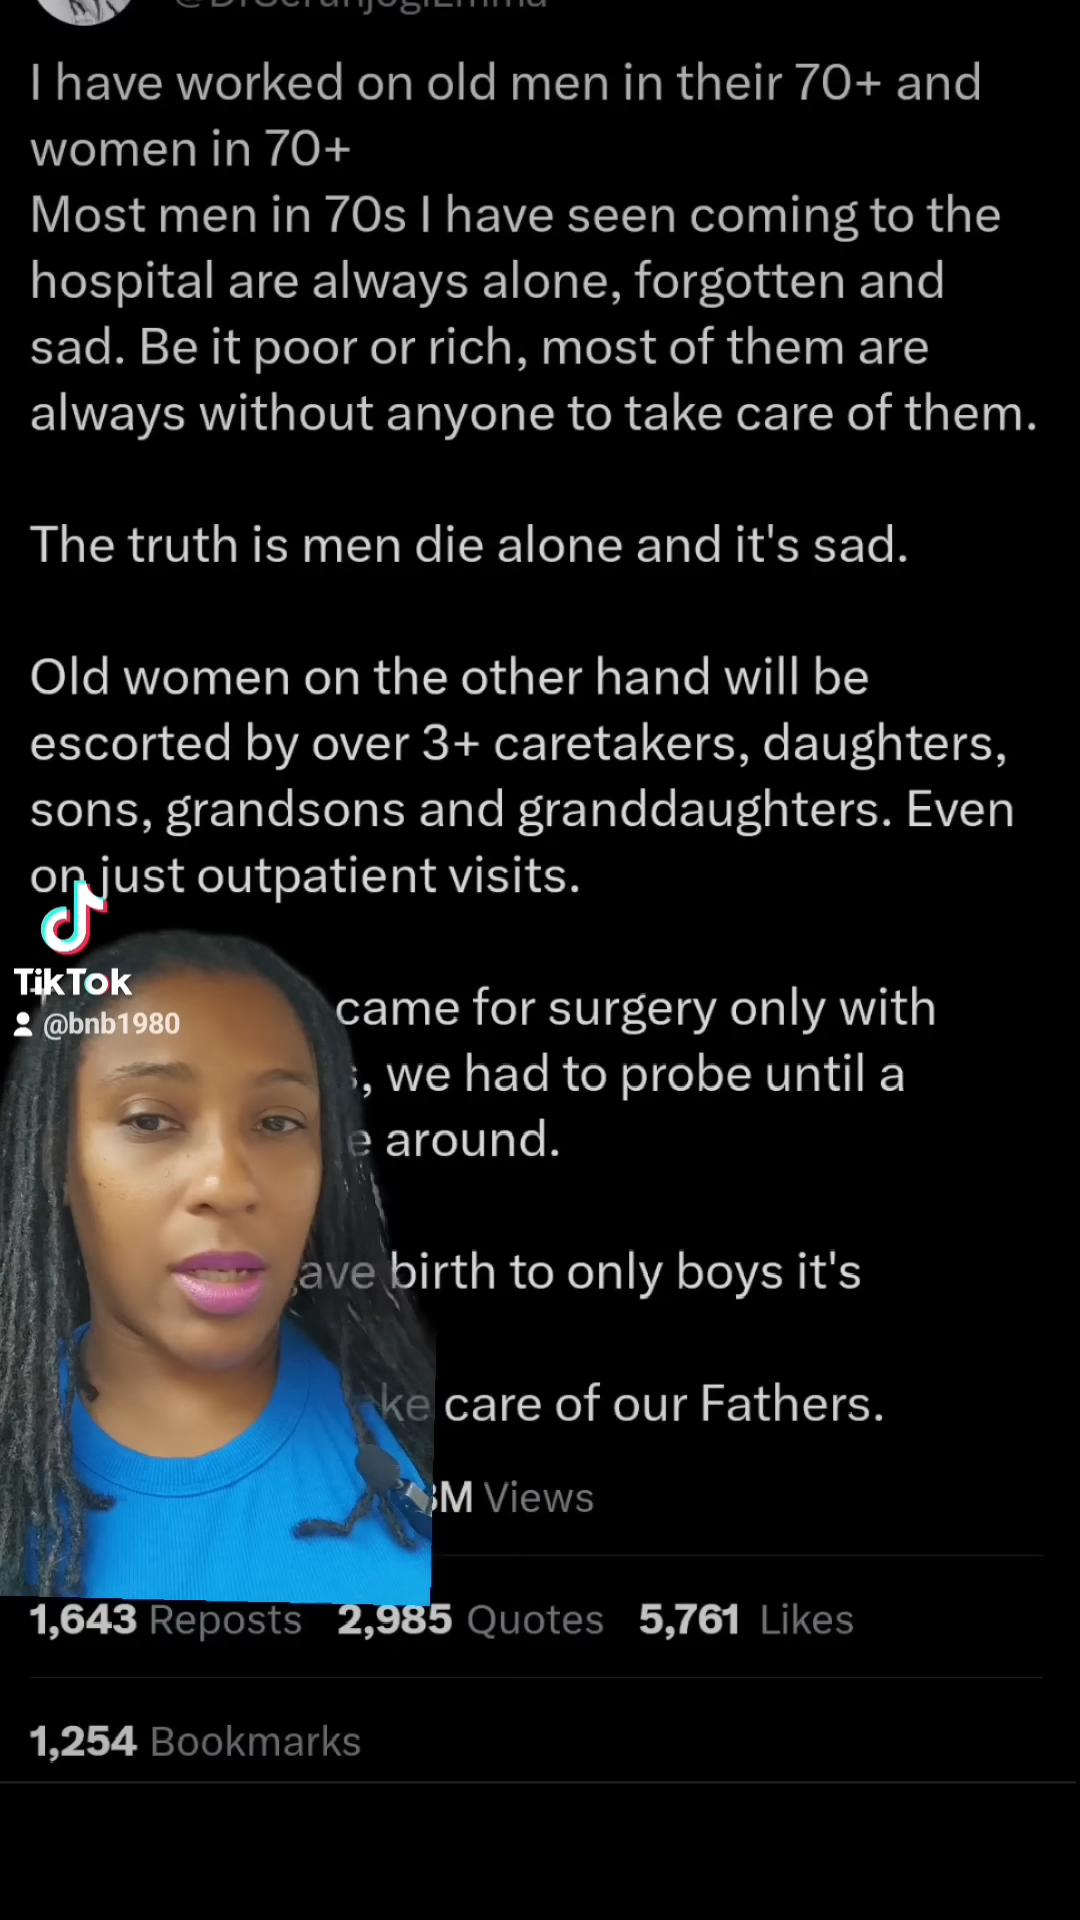 I have worked on old men in their 70+ and
women in 70+
Most men in 70s I have seen coming to the
hospital are always alone, forgotten and
sad. Be it poor or rich, most of them are
always without anyone to take care of them.
The truth is men die alone and it's sad.
Old women on the other hand will be
escorted by over 3+ caretakers, daughters,
sons, grandsons and granddaughters. Even
on just outpatient visits.
TikTok
@bnb1980
came for surgery only with
, we had to probe until a
around.
birth to only boys it's
care of our Fathers.
Views
1,643 Reposts 2,985 Quotes 5,761 Likes
1,254 Bookmarks